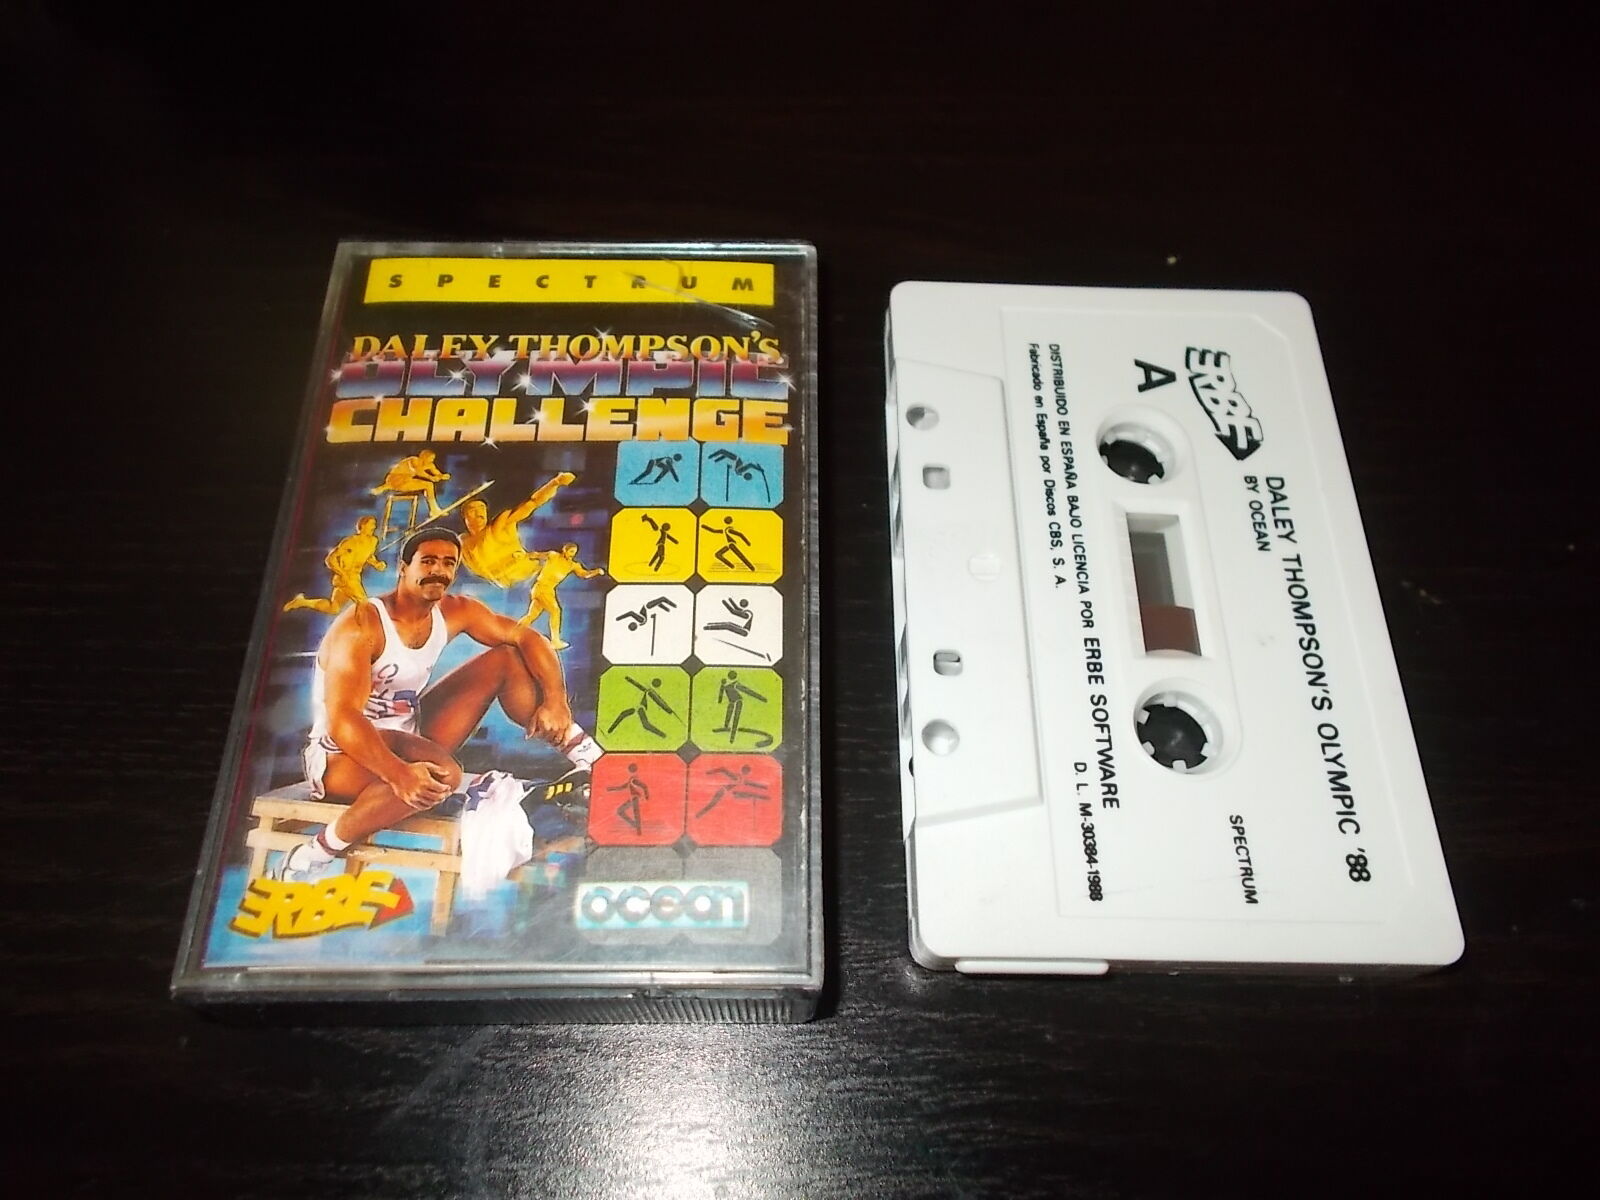 SPECTRUM
DALEY THOMPSON'S
OLYMPIC
CHALLENGE
ERBE
ocean
ERBE
A
DALEY THOMPSON'S OLYMPIC '88
BY OCEAN
SPECTRUM
DISTRIBUIDO EN ESPAÑA BAJO LICENCIA POR ERBE SOFTWARE
Fabricado en España por Discos CBS, S. A.
D. L. M-30384-1988